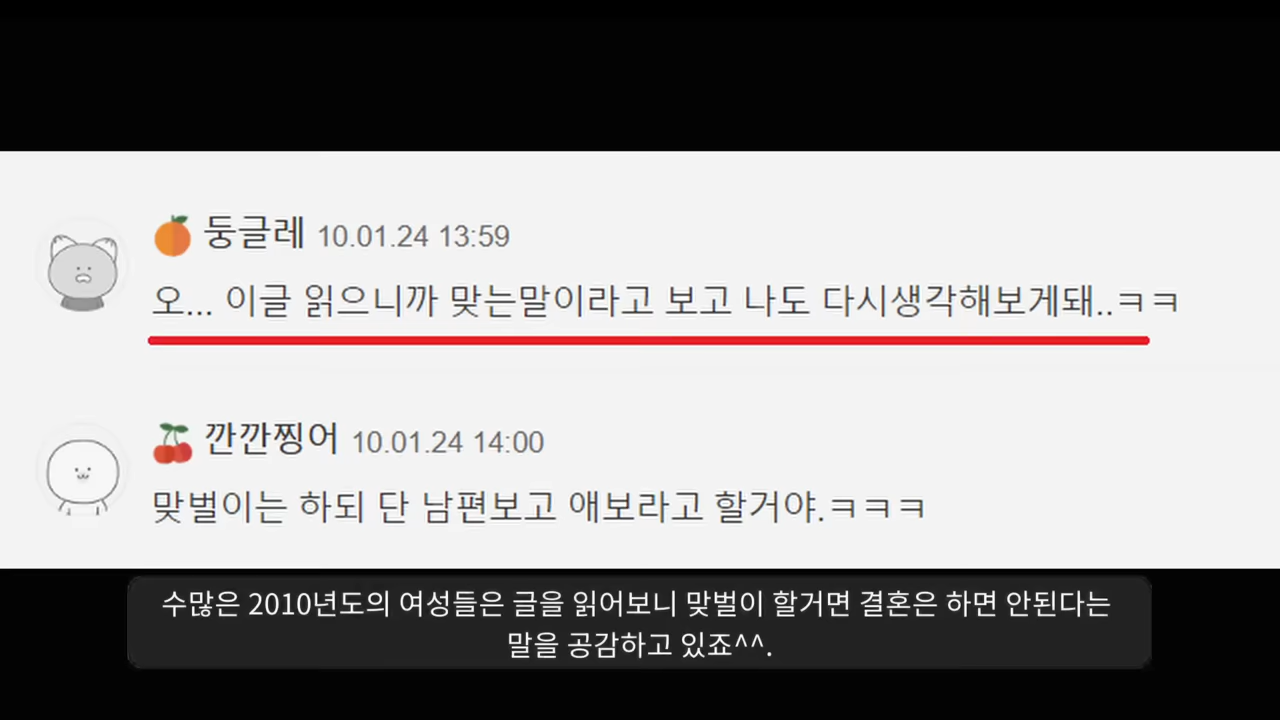 둥글레 10.01.24 13:59
오... 이글 읽으니까 맞는말이라고 보고 나도 다시생각해보게돼..ㅋㅋ
깐깐찡어 10.01.24 14:00
맞벌이는 하되 단 남편보고 애보라고 할거야.ㅋㅋㅋ
수많은 2010년도의 여성들은 글을 읽어보니 맞벌이 할거면 결혼은 하면 안된다는
말을 공감하고 있죠^^.